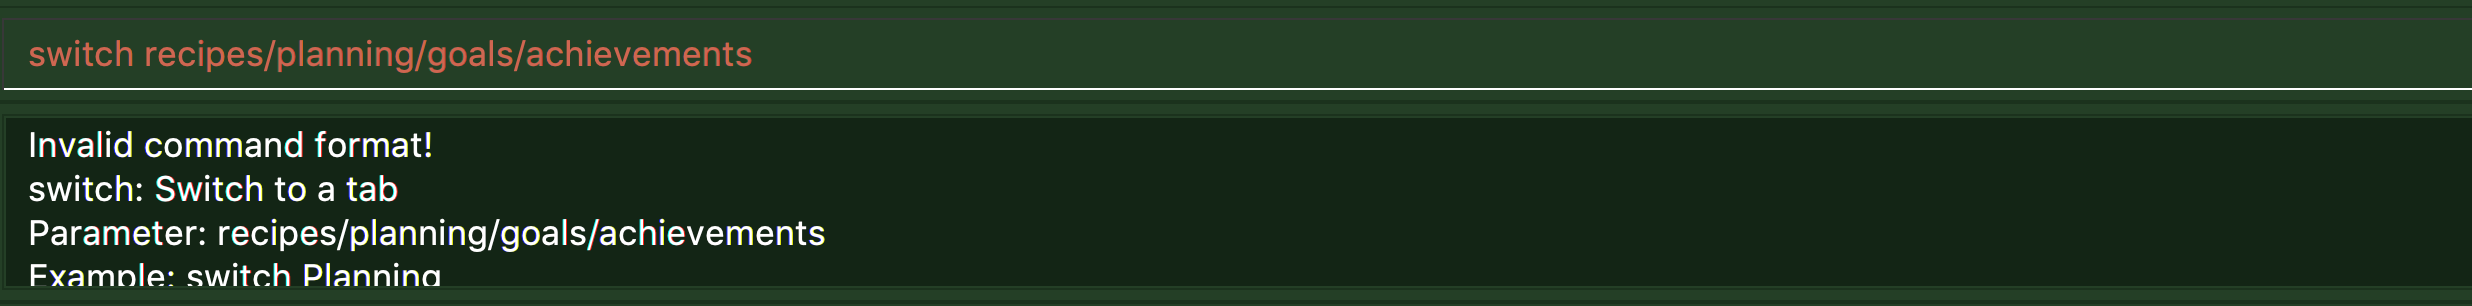 switch recipes/planning/goals/achievements
Invalid command format!
switch: Switch to a tab
Parameter: recipes/planning/goals/achievements
Example: switch Planning